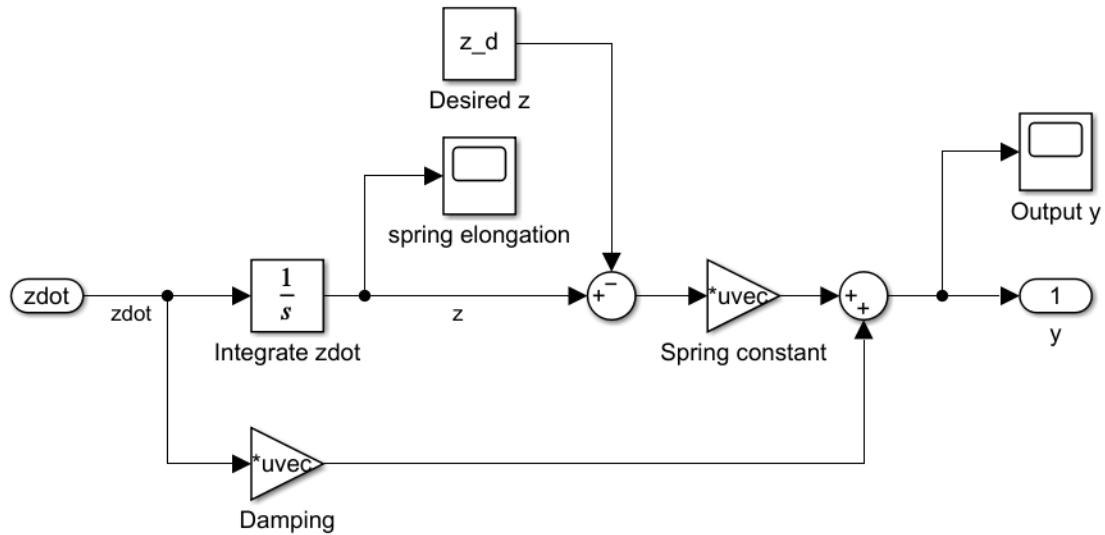 z_d
Desired z
spring elongation
Output y
zdot
zdot
1
s
Integrate zdot
z
+
−
*uvec
Spring constant
+
+
1
y
*uvec
Damping